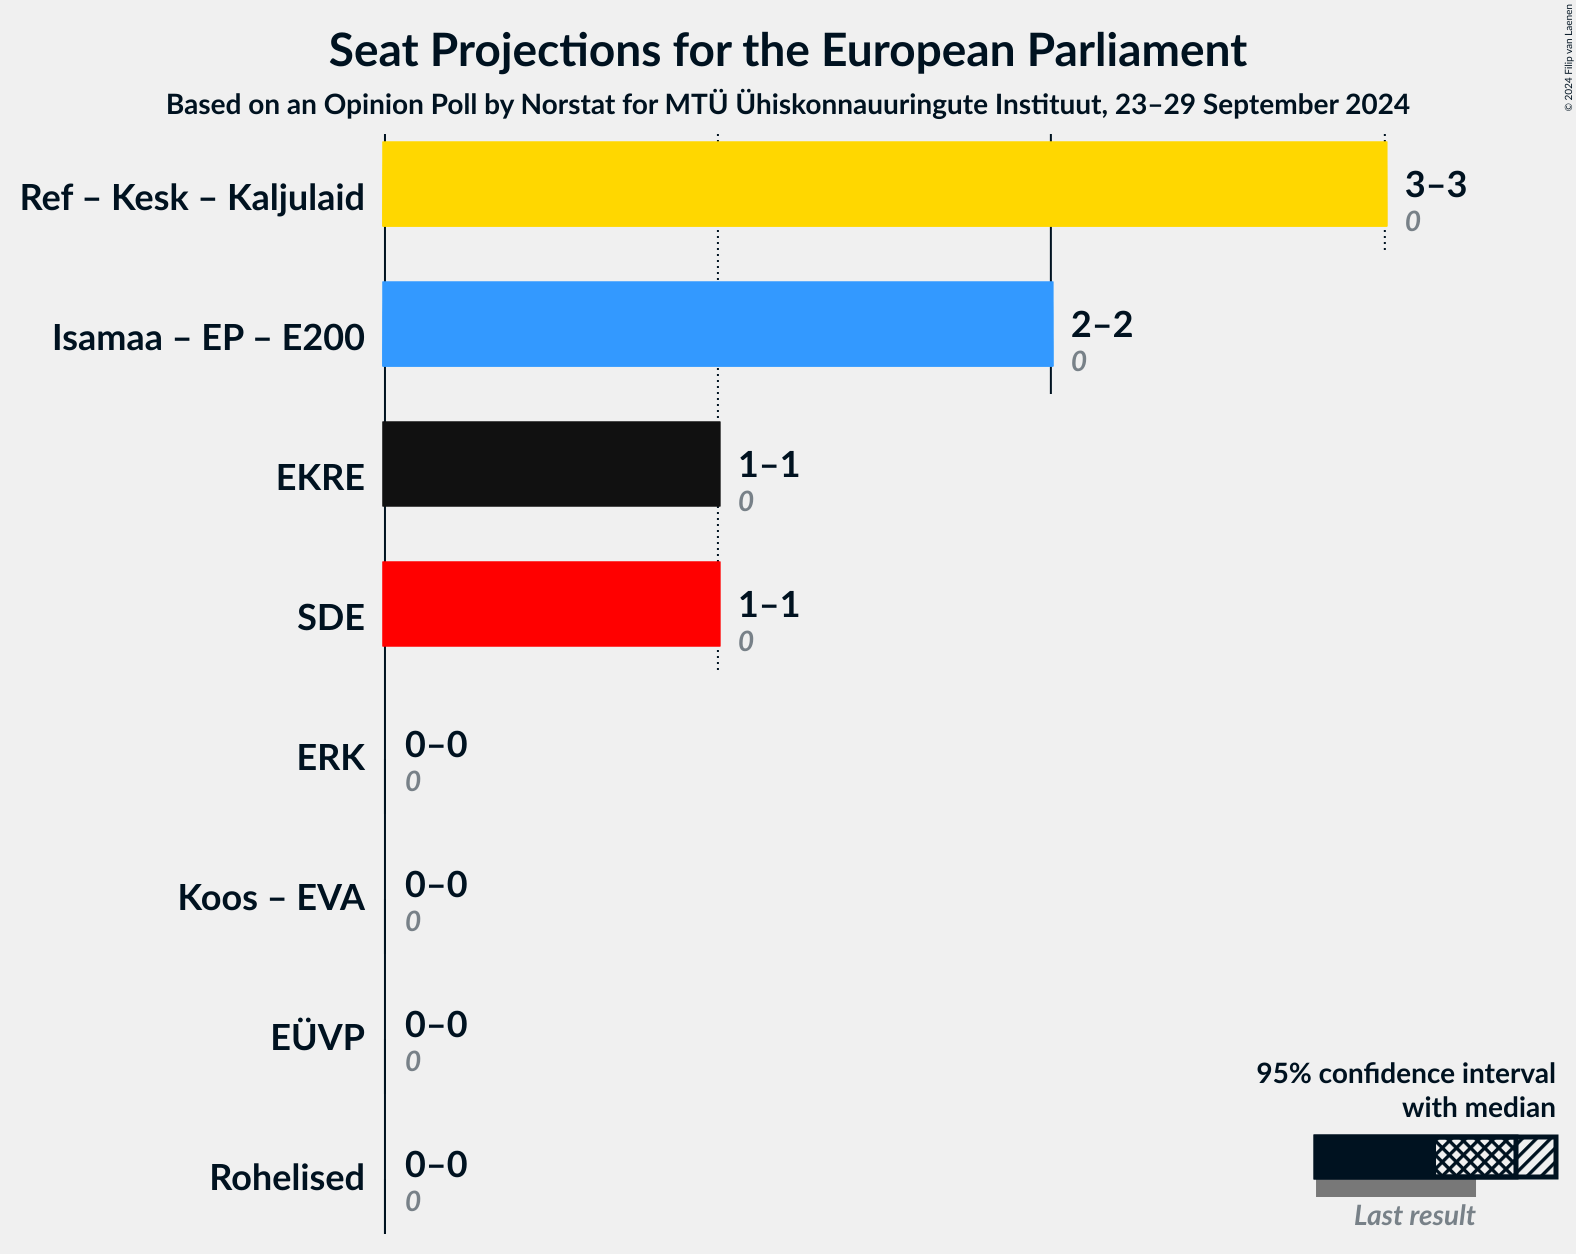 Seat Projections for the European Parliament
Based on an Opinion Poll by Norstat for MTÜ Ühiskonnauuringute Instituut, 23–29 September 2024
© 2024 Filip van Laenen
Ref – Kesk – Kaljulaid
3–3
0
Isamaa – EP – E200
2–2
0
EKRE
1–1
0
SDE
1–1
0
ERK
0–0
0
Koos – EVA
0–0
0
EÜVP
0–0
0
Rohelised
0–0
0
95% confidence interval
with median
Last result